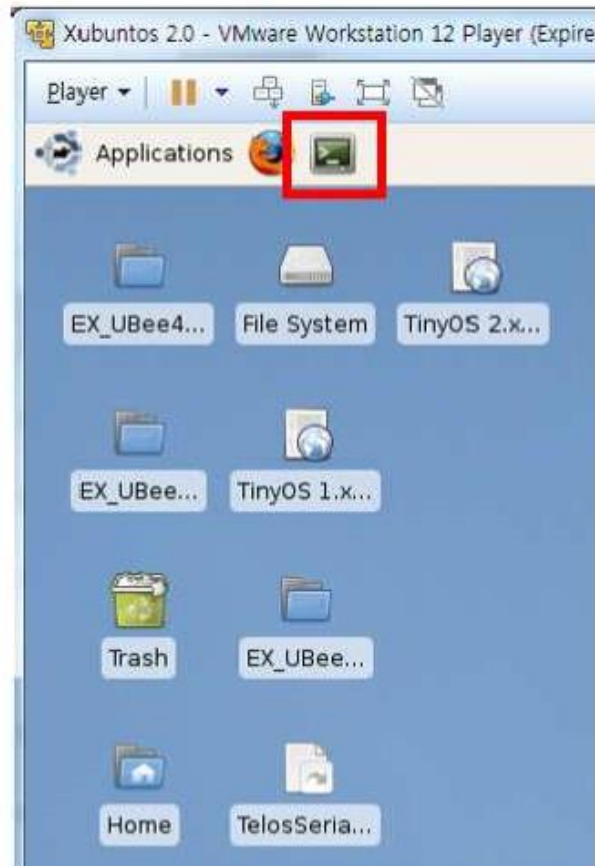 Xubuntos 2.0 - VMware Workstation 12 Player (Expire
Player
Applications
EX_UBee4... File System TinyOS 2.x...
EX_UBee... TinyOS 1.x...
Trash EX_UBee...
Home TelosSeria...